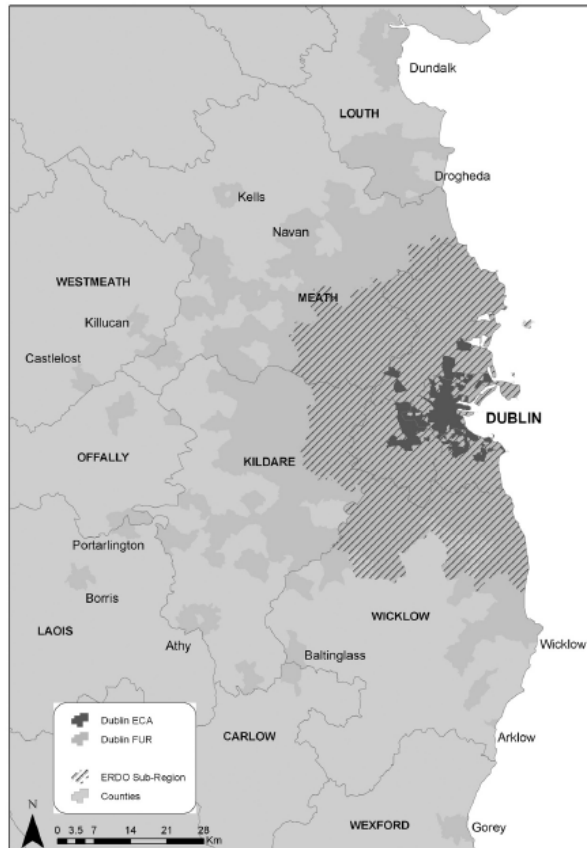 Dundalk
LOUTH
Drogheda
Kells
Navan
WESTMEATH
MEATH
Killucan
Castlelost
DUBLIN
OFFALLY
KILDARE
Portarlington
Borris
LAOIS
WICKLOW
Athy
Baltinglass
Wicklow
Dublin ECA
Dublin FUR
ERDO Sub-Region
Counties
CARLOW
Arklow
N
0 3.5 7 14 21 28
Km
WEXFORD
Gorey